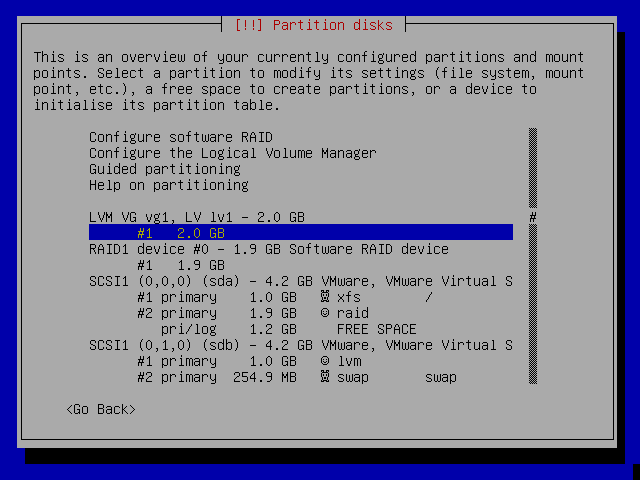 [!!] Partition disks
This is an overview of your currently configured partitions and mount
points. Select a partition to modify its settings (file system, mount
point, etc.), a free space to create partitions, or a device to
initialise its partition table.
Configure software RAID
Configure the Logical Volume Manager
Guided partitioning
Help on partitioning
LVM VG vg1, LV lv1 - 2.0 GB #
#1 2.0 GB
RAID1 device #0 - 1.9 GB Software RAID device
#1 1.9 GB
SCSI1 (0,0,0) (sda) - 4.2 GB VMware, VMware Virtual S
#1 primary 1.0 GB xfs /
#2 primary 1.9 GB ☺ raid
pri/log 1.2 GB FREE SPACE
SCSI1 (0,1,0) (sdb) - 4.2 GB VMware, VMware Virtual S
#1 primary 1.0 GB ☺ lvm
#2 primary 254.9 MB swap swap
<Go Back>